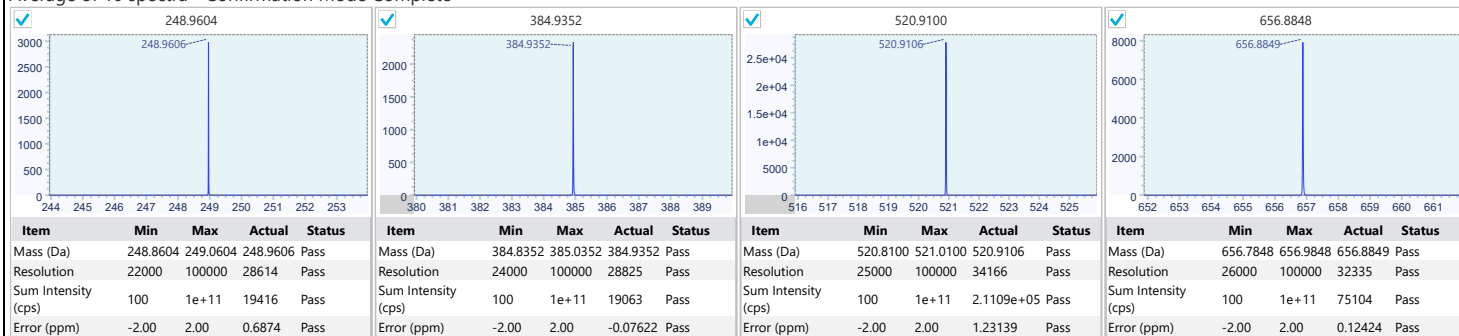 248.9604
248.9606
3000
2500
2000
1500
1000
500
0
244 245 246 247 248 249 250 251 252 253
Item Min Max Actual Status
Mass (Da) 248.8604 249.0604 248.9606 Pass
Resolution 22000 100000 28614 Pass
Sum Intensity
(cps) 100 1e+11 19416 Pass
Error (ppm) -2.00 2.00 0.6874 Pass
384.9352
384.9352
2000
1500
1000
500
0
380 381 382 383 384 385 386 387 388 389
Item Min Max Actual Status
Mass (Da) 384.8352 385.0352 384.9352 Pass
Resolution 24000 100000 28825 Pass
Sum Intensity
(cps) 100 1e+11 19063 Pass
Error (ppm) -2.00 2.00 -0.07622 Pass
520.9100
520.9106
2.5e+04
2e+04
1.5e+04
1e+04
5000
0
516 517 518 519 520 521 522 523 524 525
Item Min Max Actual Status
Mass (Da) 520.8100 521.0100 520.9106 Pass
Resolution 25000 100000 34166 Pass
Sum Intensity
(cps) 100 1e+11 2.1109e+05 Pass
Error (ppm) -2.00 2.00 1.23139 Pass
656.8848
656.8849
8000
6000
4000
2000
0
652 653 654 655 656 657 658 659 660 661
Item Min Max Actual Status
Mass (Da) 656.7848 656.9848 656.8849 Pass
Resolution 26000 100000 32335 Pass
Sum Intensity
(cps) 100 1e+11 75104 Pass
Error (ppm) -2.00 2.00 0.12424 Pass